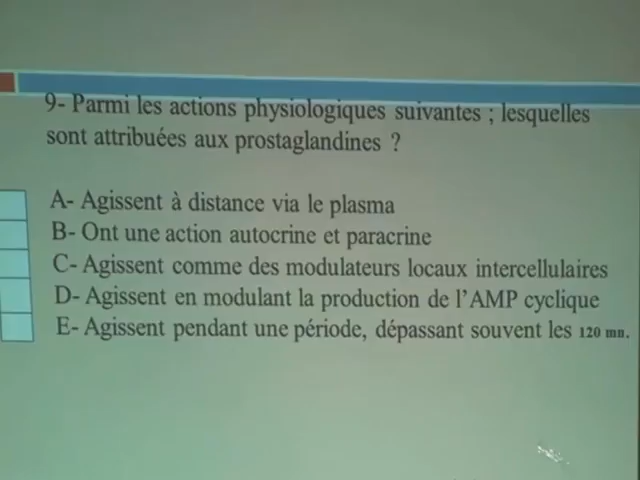 9- Parmi les actions physiologiques suivantes ; lesquelles
sont attribuées aux prostaglandines ?
A- Agissent à distance via le plasma
B- Ont une action autocrine et paracrine
C- Agissent comme des modulateurs locaux intercellulaires
D- Agissent en modulant la production de l'AMP cyclique
E- Agissent pendant une période, dépassant souvent les 120 mn.